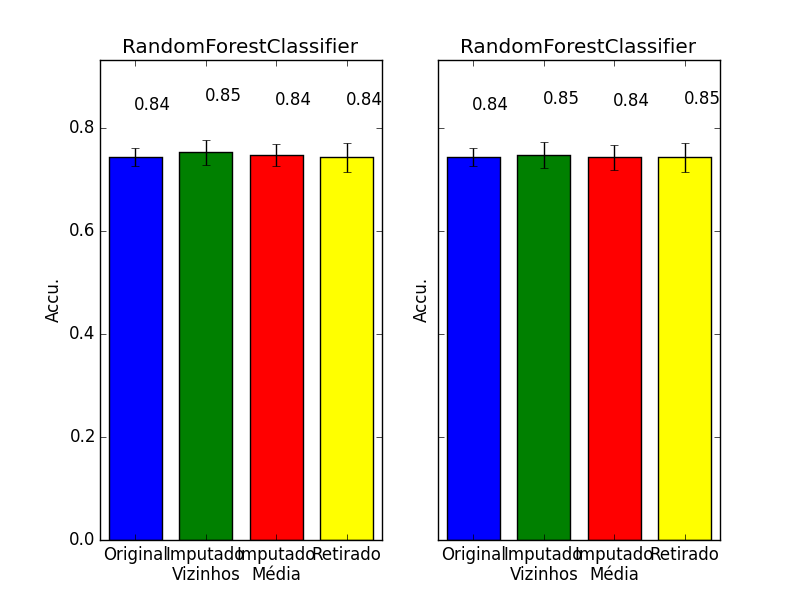 RandomForestClassifier
0.84
0.85
0.84
0.84
0.8
0.6
0.4
0.2
0.0
Accu.
Original
Imputado
Vizinhos
Imputado
Média
Retirado
RandomForestClassifier
0.84
0.85
0.84
0.85
Accu.
Original
Imputado
Vizinhos
Imputado
Média
Retirado